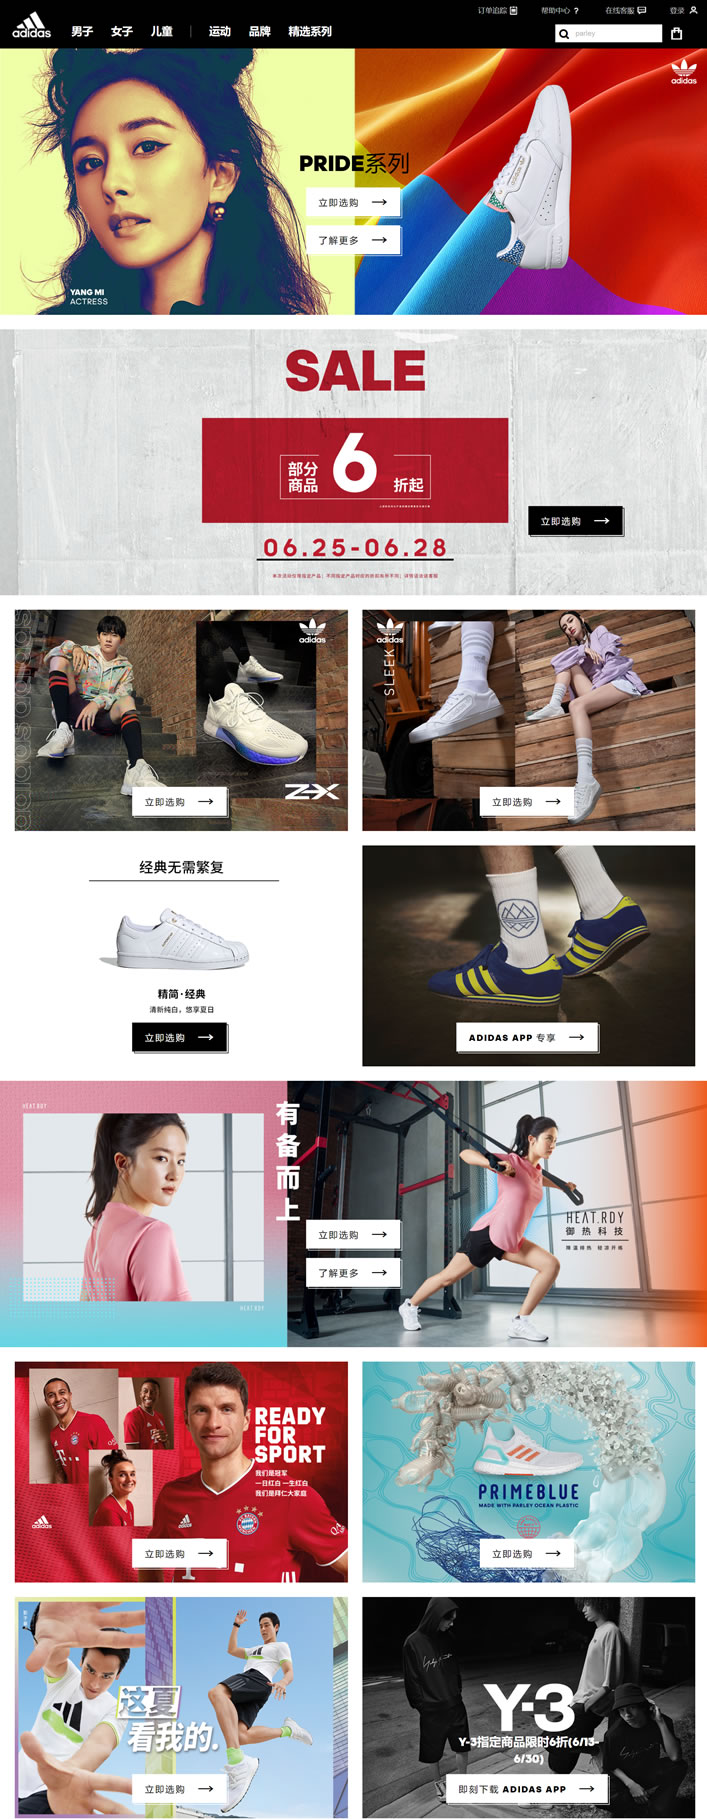 订单追踪
帮助中心 ?
在线客服
登录
adidas
男子
女子
儿童
运动
品牌
精选系列
parley
adidas
PRIDE系列
立即选购
了解更多
YANG MI
ACTRESS
SALE
部分
商品
6
折起
立即选购
06.25-06.28
adidas
ZX
立即选购
adidas
SLEEK
立即选购
经典无需繁复
精简·经典
清新纯白，悠享夏日
立即选购
ADIDAS APP 专享
HEAT.RDY
有备而上
立即选购
了解更多
HEAT.RDY
HEAT.RDY
御热科技
READY
FOR
SPORT
我们是冠军
一日红白 一生红白
我们是拜仁大家庭
adidas
立即选购
PRIMEBLUE
MADE WITH PARLEY OCEAN PLASTIC
立即选购
这夏
看我的.
立即选购
Y-3
Y-3指定商品限时6折(6/13-
6/30)
即刻下载 ADIDAS APP